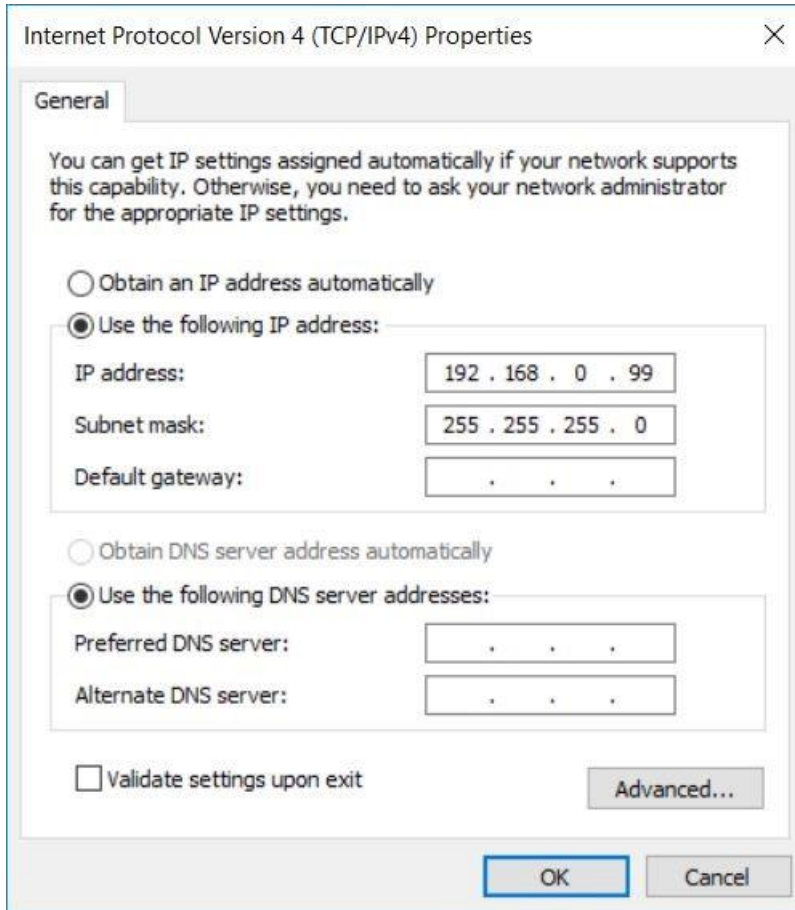 Internet Protocol Version 4 (TCP/IPv4) Properties
General
You can get IP settings assigned automatically if your network supports
this capability. Otherwise, you need to ask your network administrator
for the appropriate IP settings.
Obtain an IP address automatically
Use the following IP address:
IP address: 192 . 168 . 0 . 99
Subnet mask: 255 . 255 . 255 . 0
Default gateway: . . .
Obtain DNS server address automatically
Use the following DNS server addresses:
Preferred DNS server: . . .
Alternate DNS server: . . .
Validate settings upon exit
Advanced...
OK Cancel